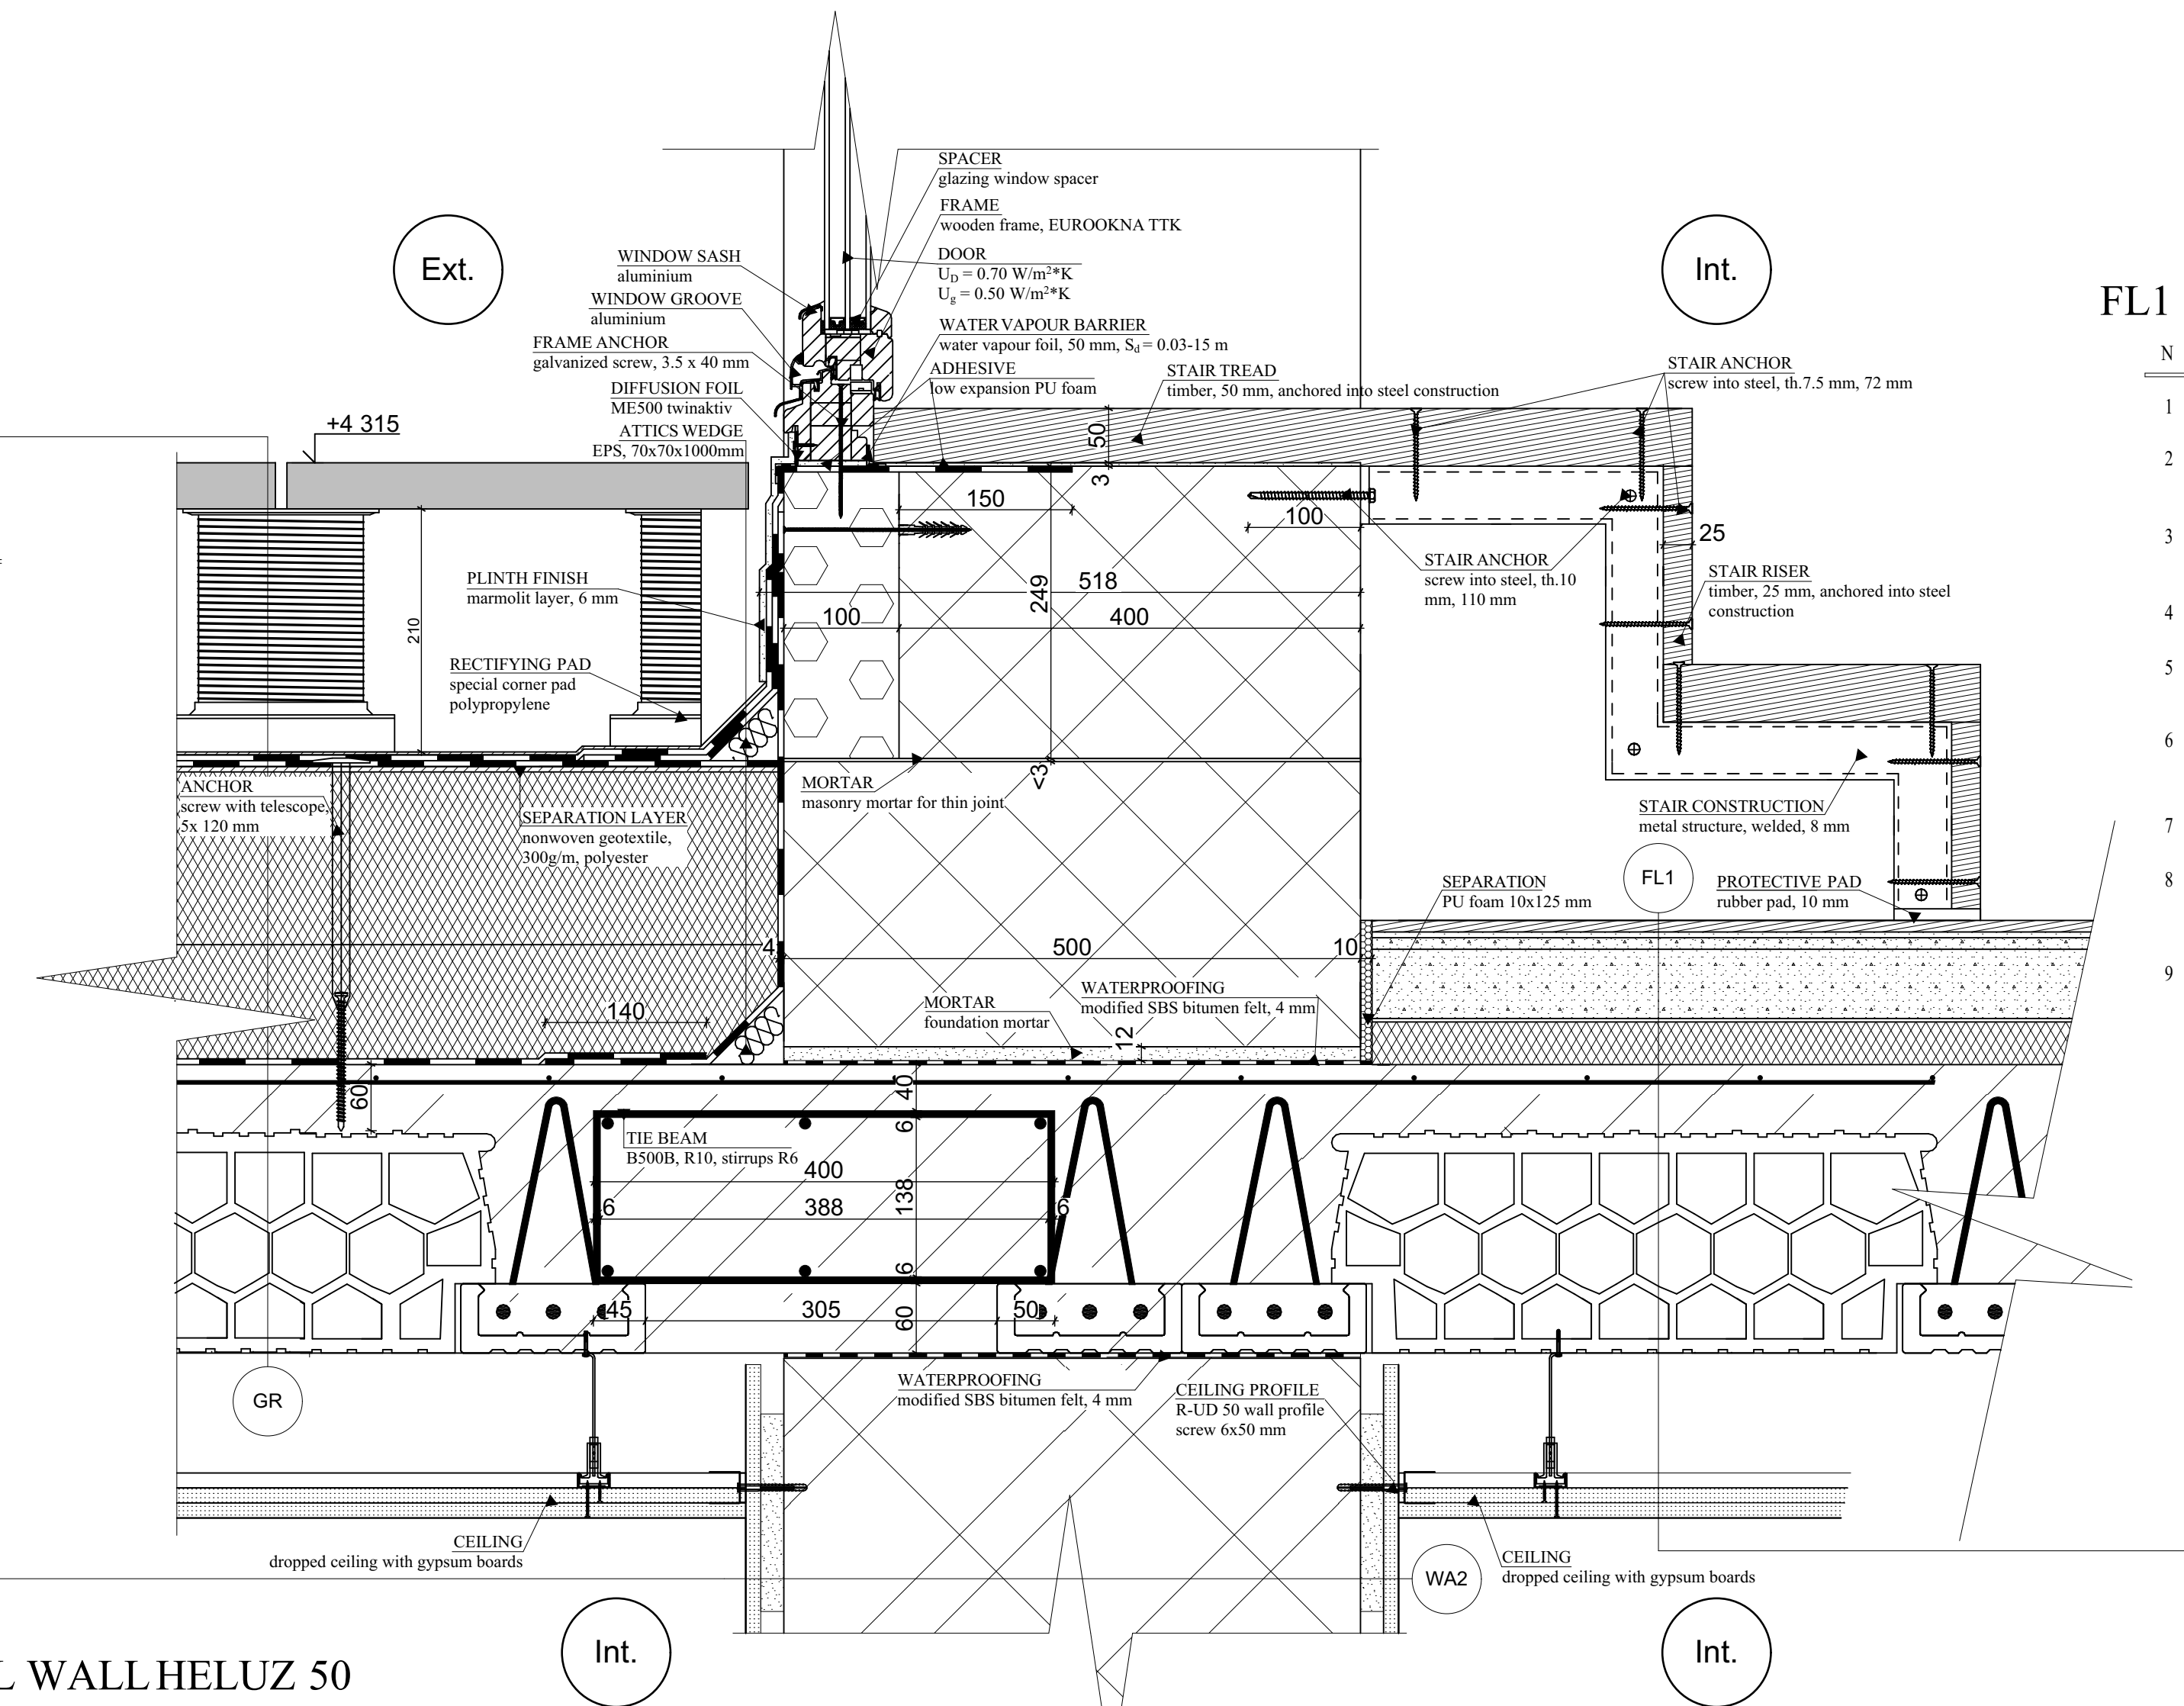 SPACER
glazing window spacer
FRAME
wooden frame, EUROOKNA TTK
DOOR
U_D = 0.70 W/m²*K
U_g = 0.50 W/m²*K
WATER VAPOUR BARRIER
water vapour foil, 50 mm, S_d = 0.03-15 m
ADHESIVE
low expansion PU foam
Ext.
WINDOW SASH
aluminium
WINDOW GROOVE
aluminium
FRAME ANCHOR
galvanized screw, 3.5 x 40 mm
DIFFUSION FOIL
ME500 twinaktiv
ATTICS WEDGE
EPS, 70x70x1000mm
+4 315
Int.
FL1
N
1
2
3
4
5
6
7
8
9
STAIR TREAD
timber, 50 mm, anchored into steel construction
STAIR ANCHOR
screw into steel, th.7.5 mm, 72 mm
50
3
150
100
25
STAIR ANCHOR
screw into steel, th.10
mm, 110 mm
STAIR RISER
timber, 25 mm, anchored into steel
construction
PLINTH FINISH
marmolit layer, 6 mm
518
249
100
400
210
RECTIFYING PAD
special corner pad
polypropylene
ANCHOR
screw with telescope,
5x 120 mm
SEPARATION LAYER
nonwoven geotextile,
300g/m, polyester
MORTAR
masonry mortar for thin joint
<3
STAIR CONSTRUCTION
metal structure, welded, 8 mm
FL1
SEPARATION
PU foam 10x125 mm
PROTECTIVE PAD
rubber pad, 10 mm
4
500
10
140
MORTAR
foundation mortar
WATERPROOFING
modified SBS bitumen felt, 4 mm
12
60
40
6
TIE BEAM
B500B, R10, stirrups R6
400
138
6
388
6
6
45
305
50
60
GR
WATERPROOFING
modified SBS bitumen felt, 4 mm
CEILING PROFILE
R-UD 50 wall profile
screw 6x50 mm
CEILING
dropped ceiling with gypsum boards
WA2
CEILING
dropped ceiling with gypsum boards
Int.
Int.
L WALL HELUZ 50